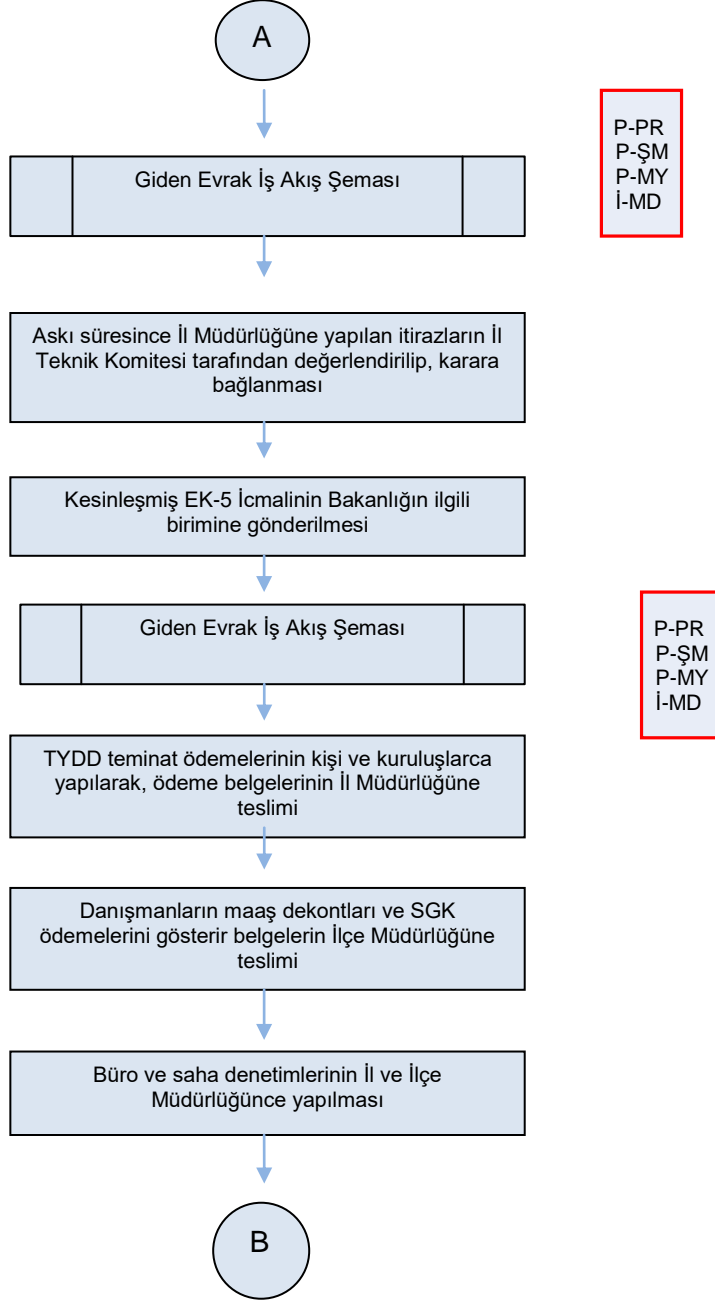 A
P-PR
P-ŞM
P-MY
İ-MD
Giden Evrak İş Akış Şeması
Askı süresince İl Müdürlüğüne yapılan itirazların İl
Teknik Komitesi tarafından değerlendirilip, karara
bağlanması
Kesinleşmiş EK-5 İcmalinin Bakanlığın ilgili
birimine gönderilmesi
Giden Evrak İş Akış Şeması
P-PR
P-ŞM
P-MY
İ-MD
TYDD teminat ödemelerinin kişi ve kuruluşlarca
yapılarak, ödeme belgelerinin İl Müdürlüğüne
teslimi
Danışmanların maaş dekontları ve SGK
ödemelerini gösterir belgelerin İlçe Müdürlüğüne
teslimi
Büro ve saha denetimlerinin İl ve İlçe
Müdürlüğünce yapılması
B